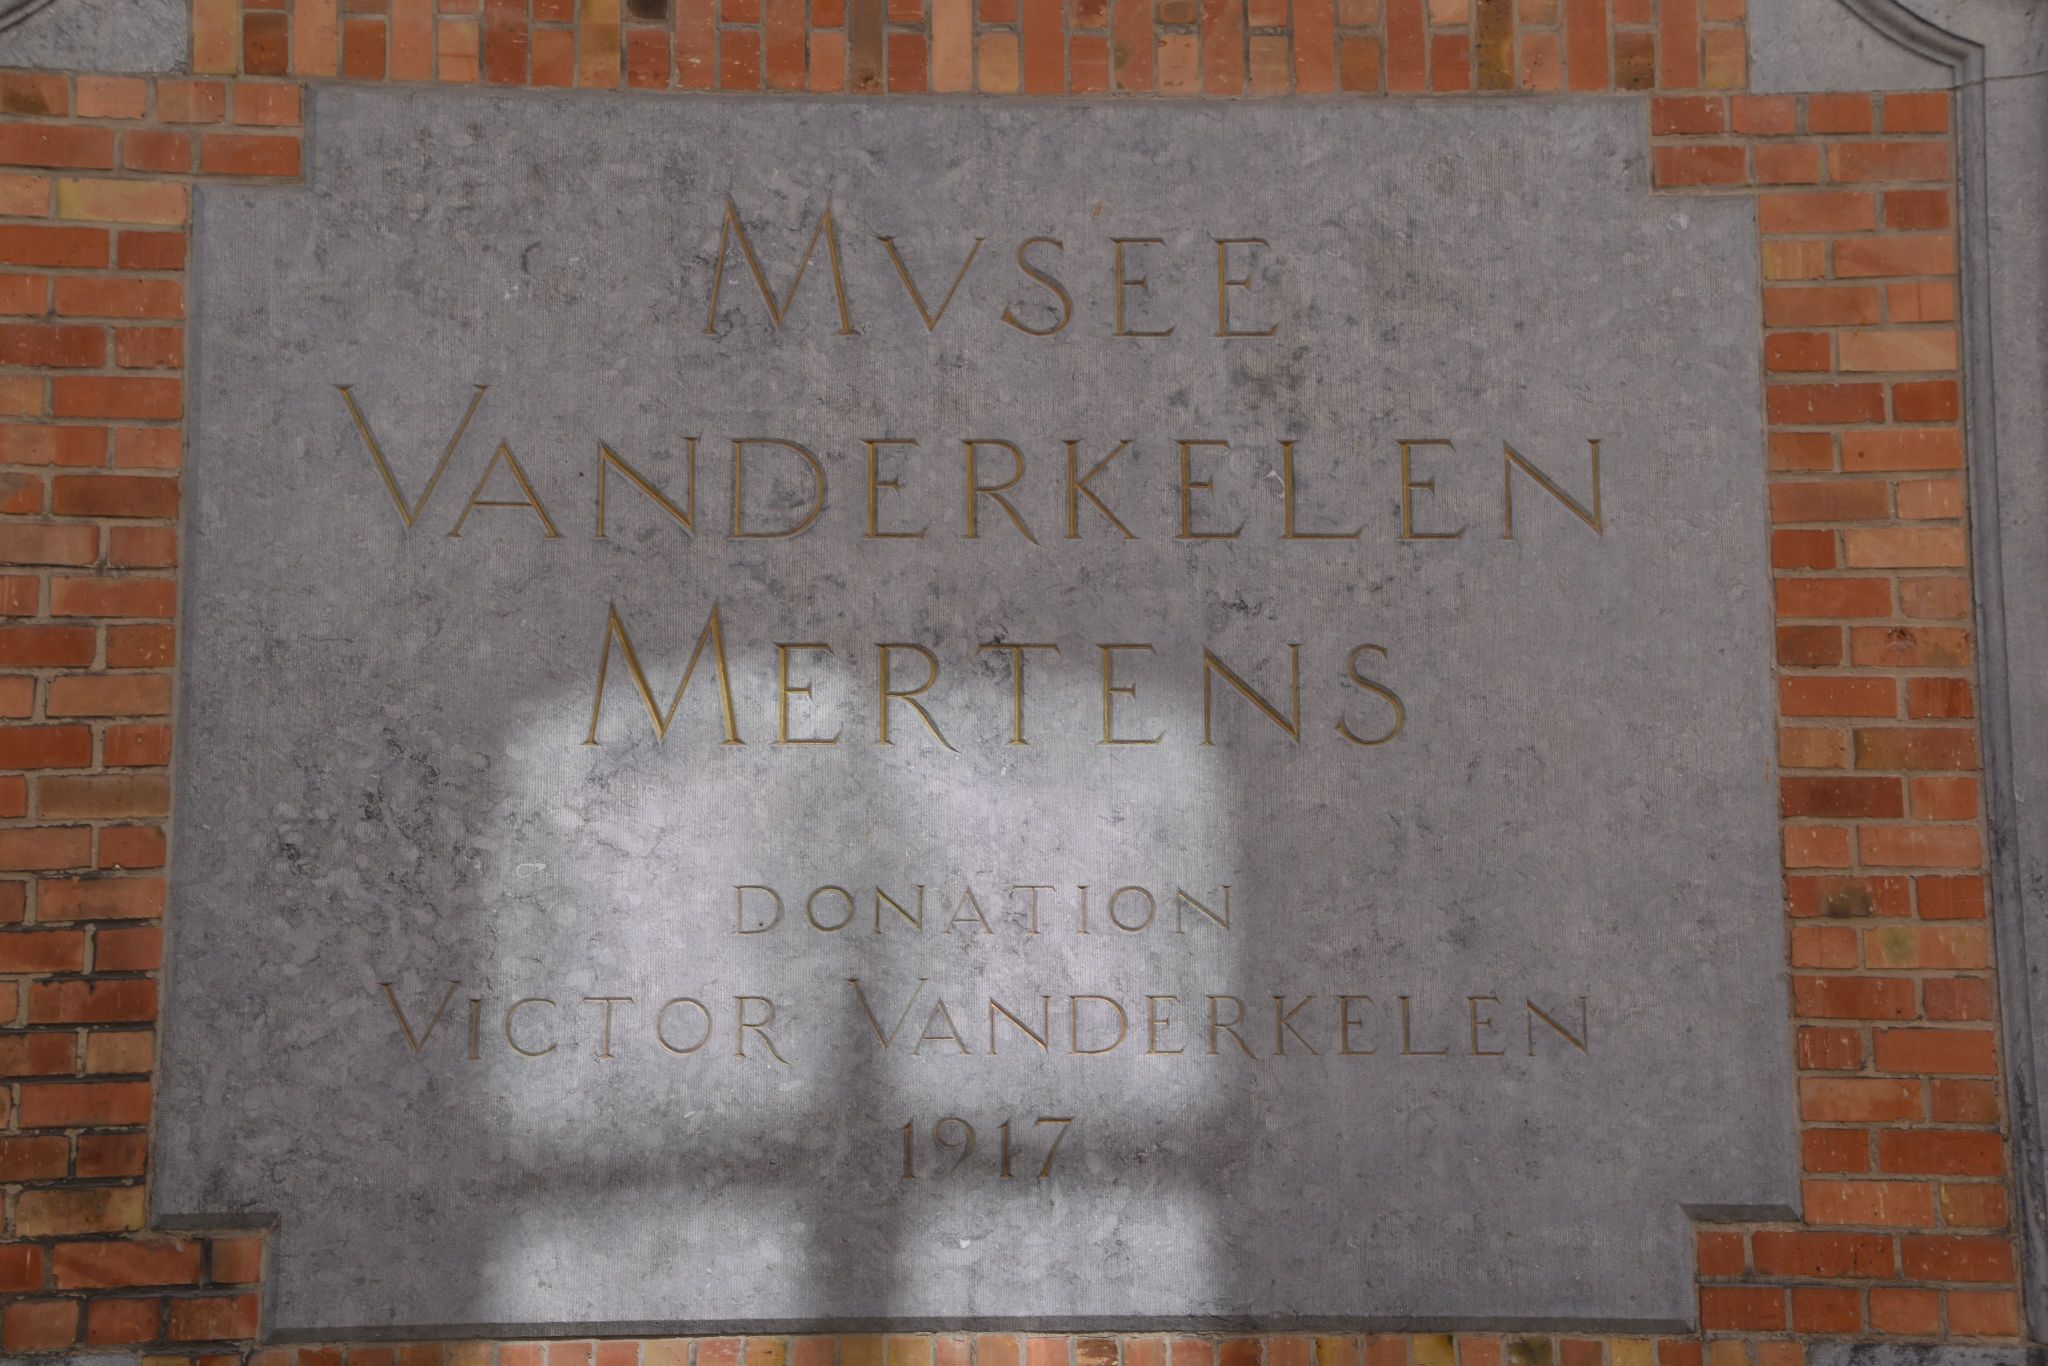 MVSEE
VANDERKELEN
MERTENS
DONATION
VICTOR VANDERKELEN
1917